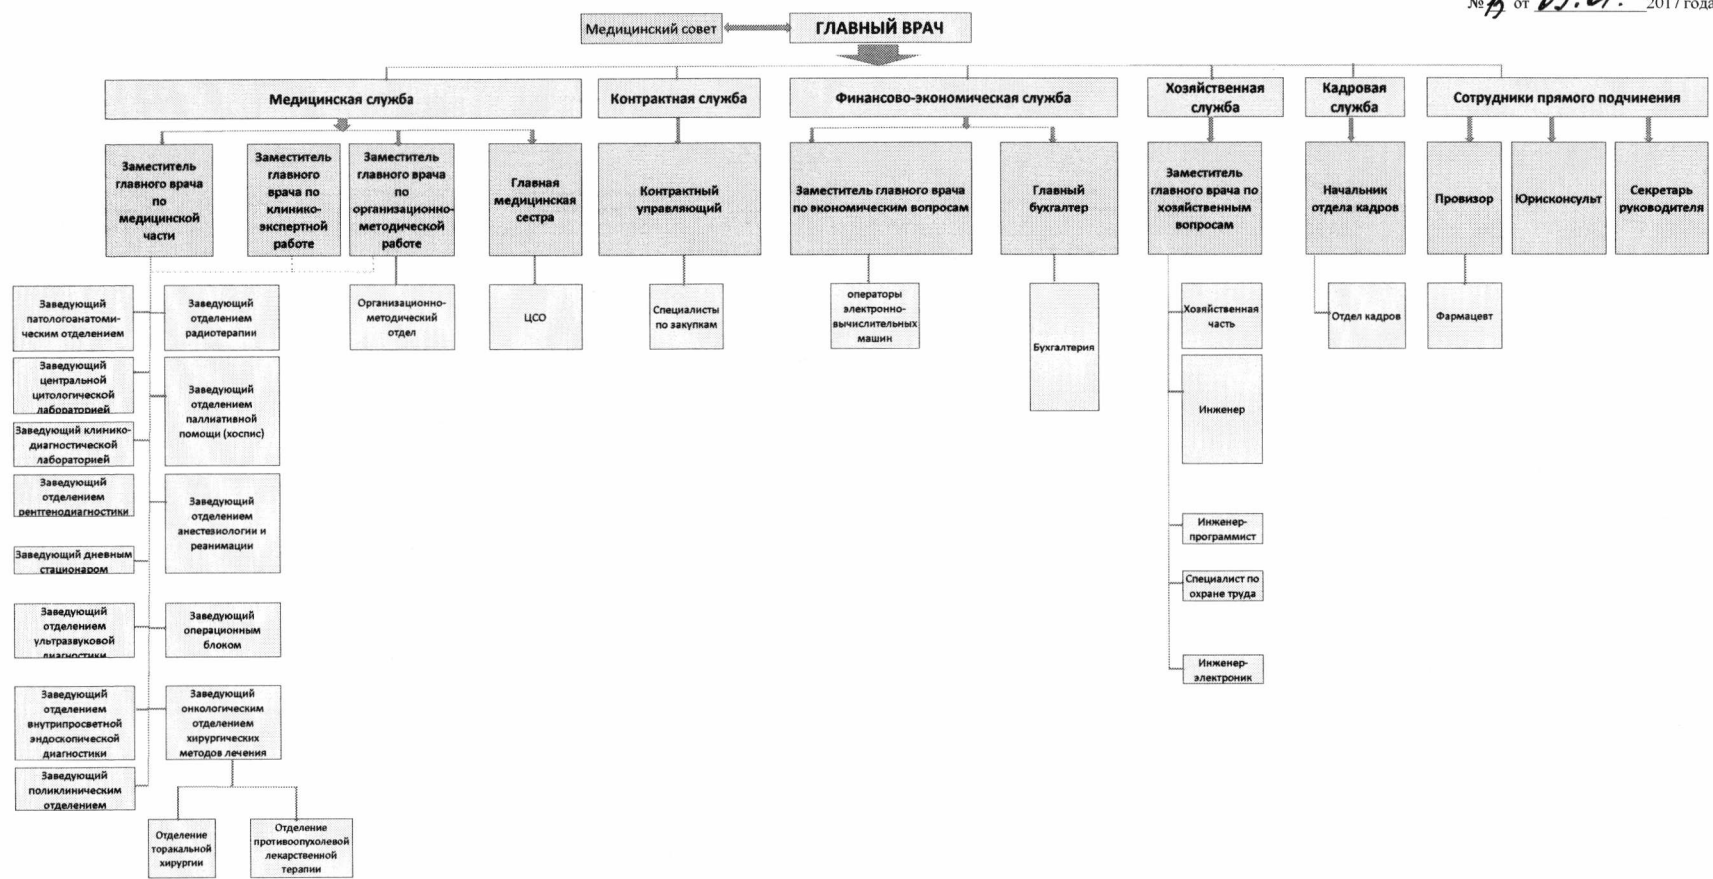 № от 2017 года
Медицинский совет
ГЛАВНЫЙ ВРАЧ
Медицинская служба
Контрактная служба
Финансово-экономическая служба
Хозяйственная
служба
Кадровая
служба
Сотрудники прямого подчинения
Заместитель
главного врача
по
медицинской
части
Заместитель
главного
врача по
клинико-
экспертной
работе
Заместитель
главного врача
по
организационно-
методической
работе
Главная
медицинская
сестра
Контрактный
управляющий
Заместитель главного врача
по экономическим вопросам
Главный
бухгалтер
Заместитель
главного врача по
хозяйственным
вопросам
Начальник
отдела кадров
Провизор
Юрисконсульт
Секретарь
руководителя
Заведующий
патологоанатоми-
ческим отделением
Заведующий
отделением
радиотерапии
Организационно-
методический
отдел
ЦСО
Специалисты
по закупкам
операторы
электронно-
вычислительных
машин
Бухгалтерия
Хозяйственная
часть
Отдел кадров
Фармацевт
Заведующий
центральной
цитологической
лабораторией
Заведующий
отделением
паллиативной
помощи (хоспис)
Инженер
Заведующий клинико-
диагностической
лабораторией
Заведующий
отделением
рентгенодиагностики
Заведующий
отделением
анестезиологии и
реанимации
Инженер-
программист
Заведующий дневным
стационаром
Специалист по
охране труда
Заведующий
отделением
ультразвуковой
диагностики
Заведующий
операционным
блоком
Инженер-
электроник
Заведующий
отделением
внутрипросветной
эндоскопической
диагностики
Заведующий
онкологическим
отделением
хирургических
методов лечения
Заведующий
поликлиническим
отделением
Отделение
торакальной
хирургии
Отделение
противоопухолевой
лекарственной
терапии